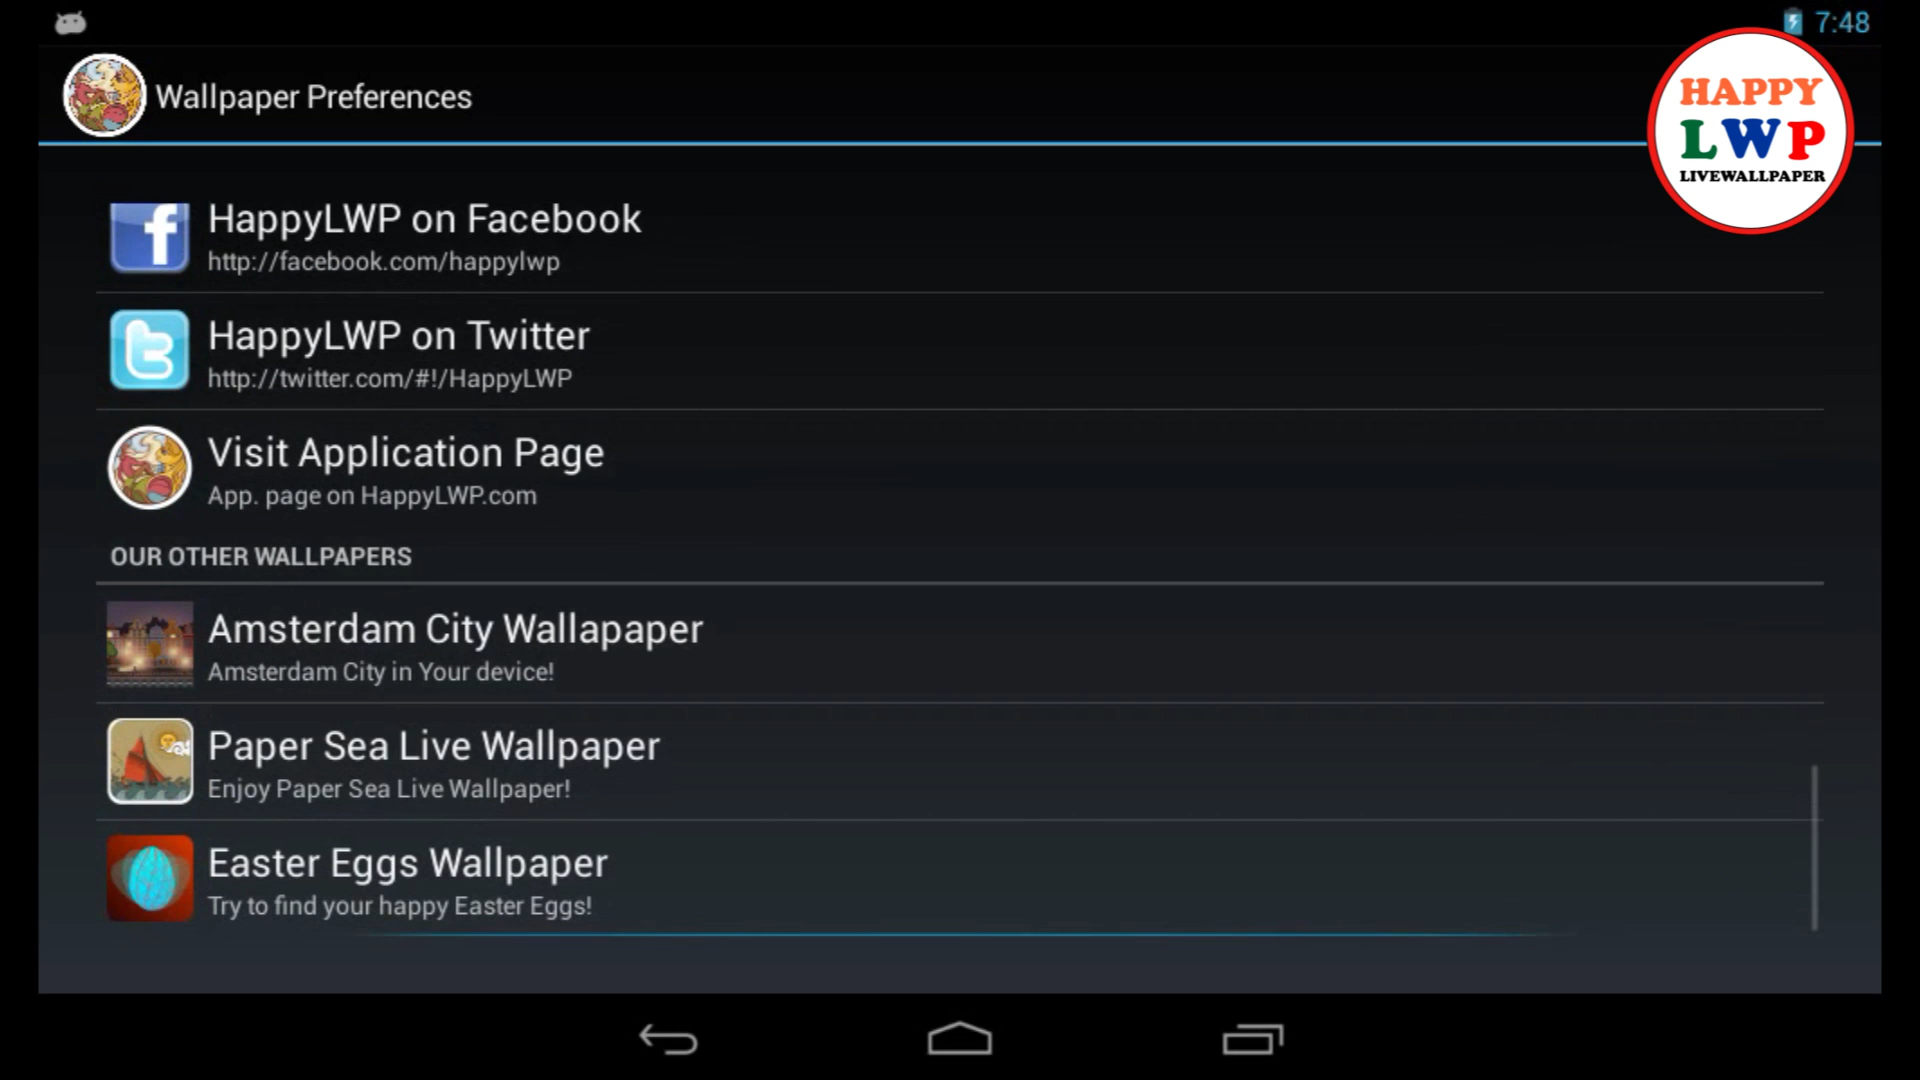 7:48
Wallpaper Preferences
HAPPY
LWP
LIVEWALLPAPER
HappyLWP on Facebook
http://facebook.com/happylwp
HappyLWP on Twitter
http://twitter.com/#!/HappyLWP
Visit Application Page
App. page on HappyLWP.com
OUR OTHER WALLPAPERS
Amsterdam City Wallapaper
Amsterdam City in Your device!
Paper Sea Live Wallpaper
Enjoy Paper Sea Live Wallpaper!
Easter Eggs Wallpaper
Try to find your happy Easter Eggs!